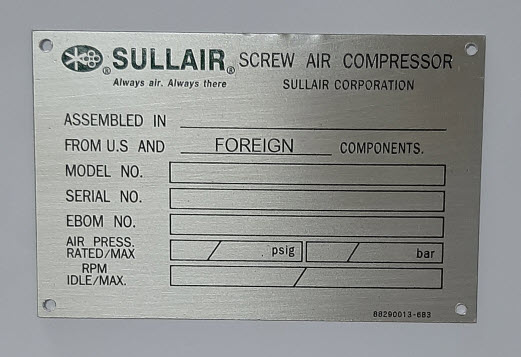 SULLAIR® SCREW AIR COMPRESSOR
Always air. Always there SULLAIR CORPORATION
ASSEMBLED IN
FROM U.S AND FOREIGN COMPONENTS.
MODEL NO.
SERIAL NO.
EBOM NO.
AIR PRESS.
RATED/MAX / psig / bar
RPM
IDLE/MAX. /
88290013-683